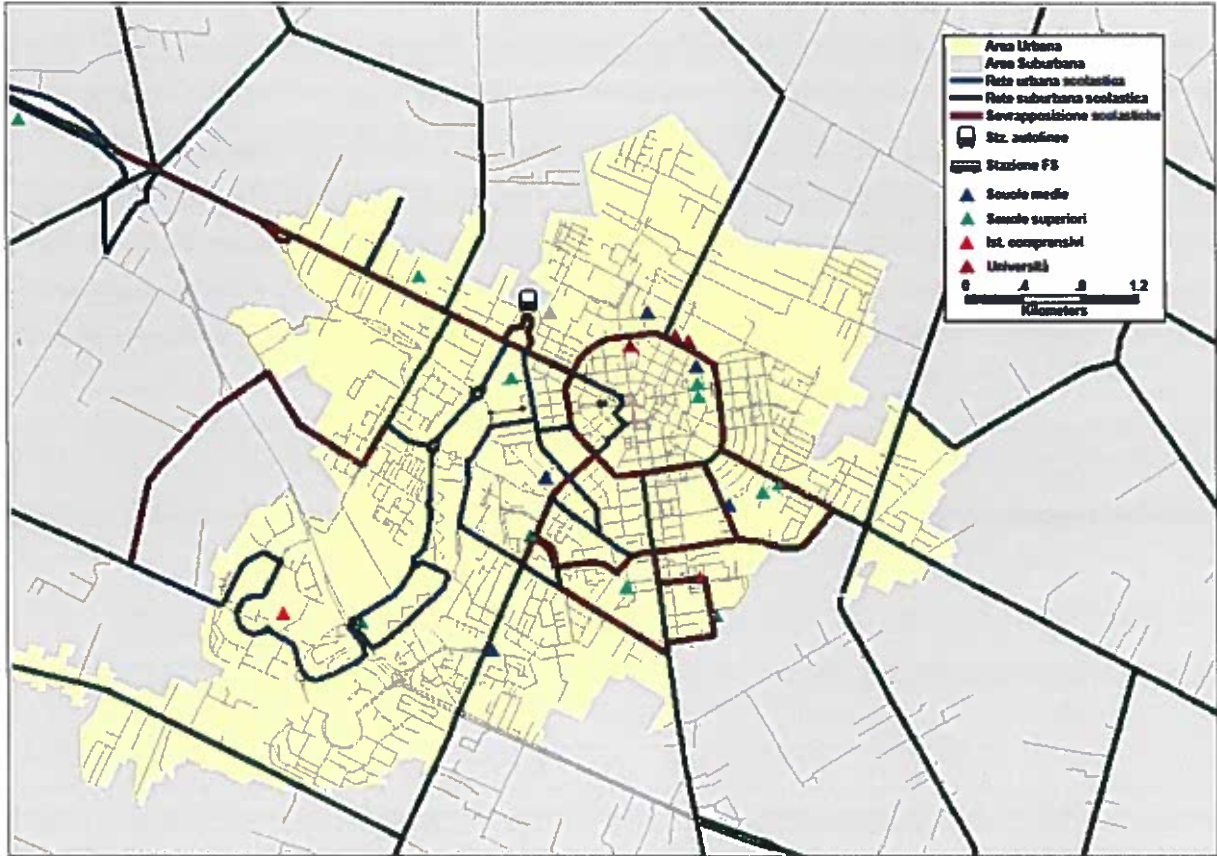 Area Urbana
Area Suburbana
Rete urbana scolastica
Rete suburbana scolastica
Sovrapposizione scolastiche
Stz. autolinee
Stazione FS
Scuole medie
Scuole superiori
Ist. comprensivi
Università
0 .4 .8 1.2
Kilometers